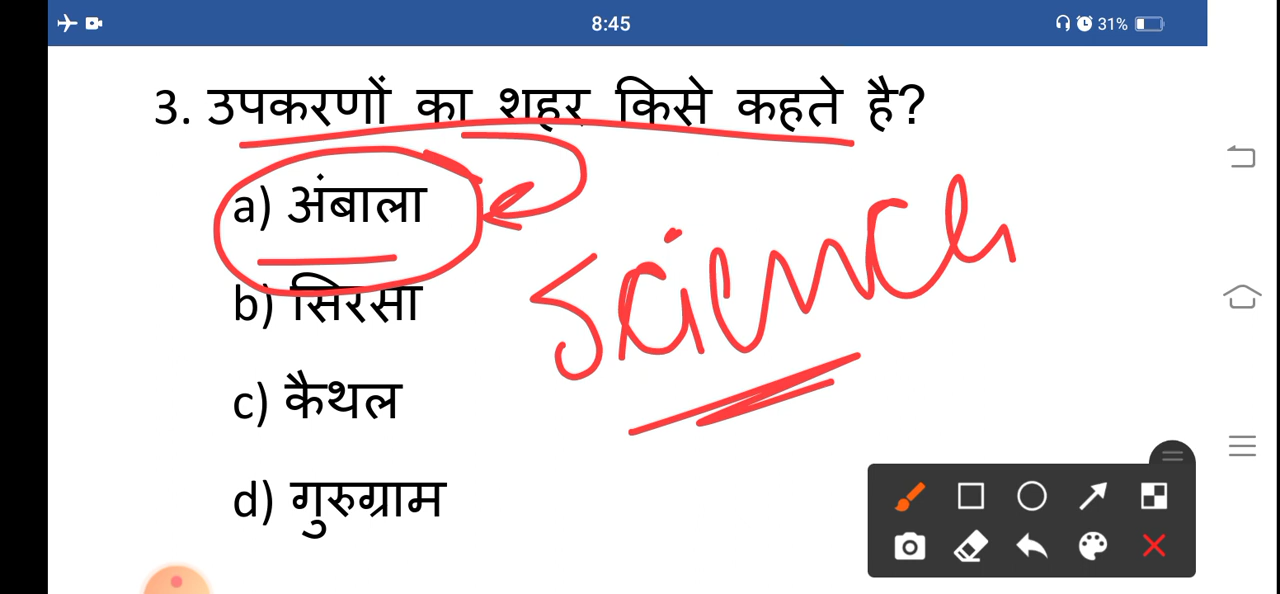 8:45
31%
3. उपकरणों का शहर किसे कहते है?
a) अंबाला
b) सिरसा
c) कैथल
d) गुरुग्राम
Science